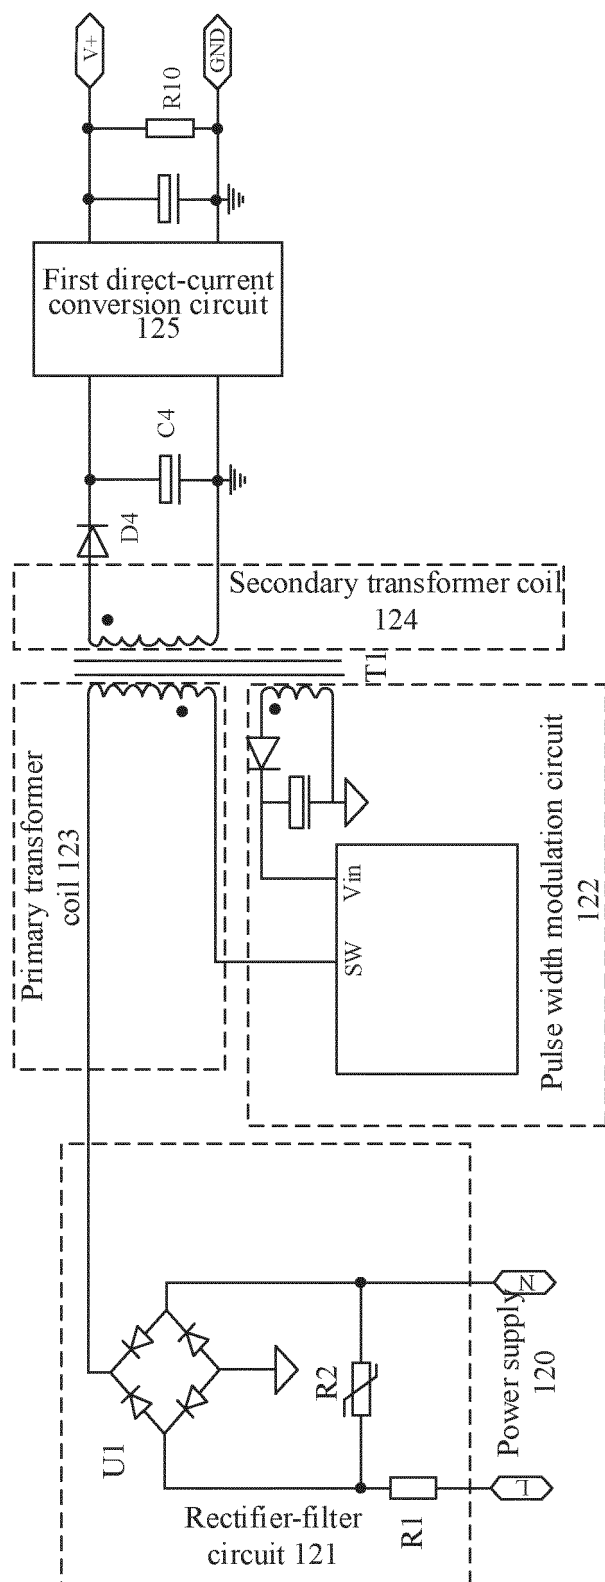 V+
GND
R10
First direct-current
conversion circuit
125
C4
D4
Secondary transformer coil
124
T1
Primary transformer
coil 123
Vin
SW
Pulse width modulation circuit
122
U1
R2
Rectifier-filter
circuit 121
R1
N
L
Power supply
120